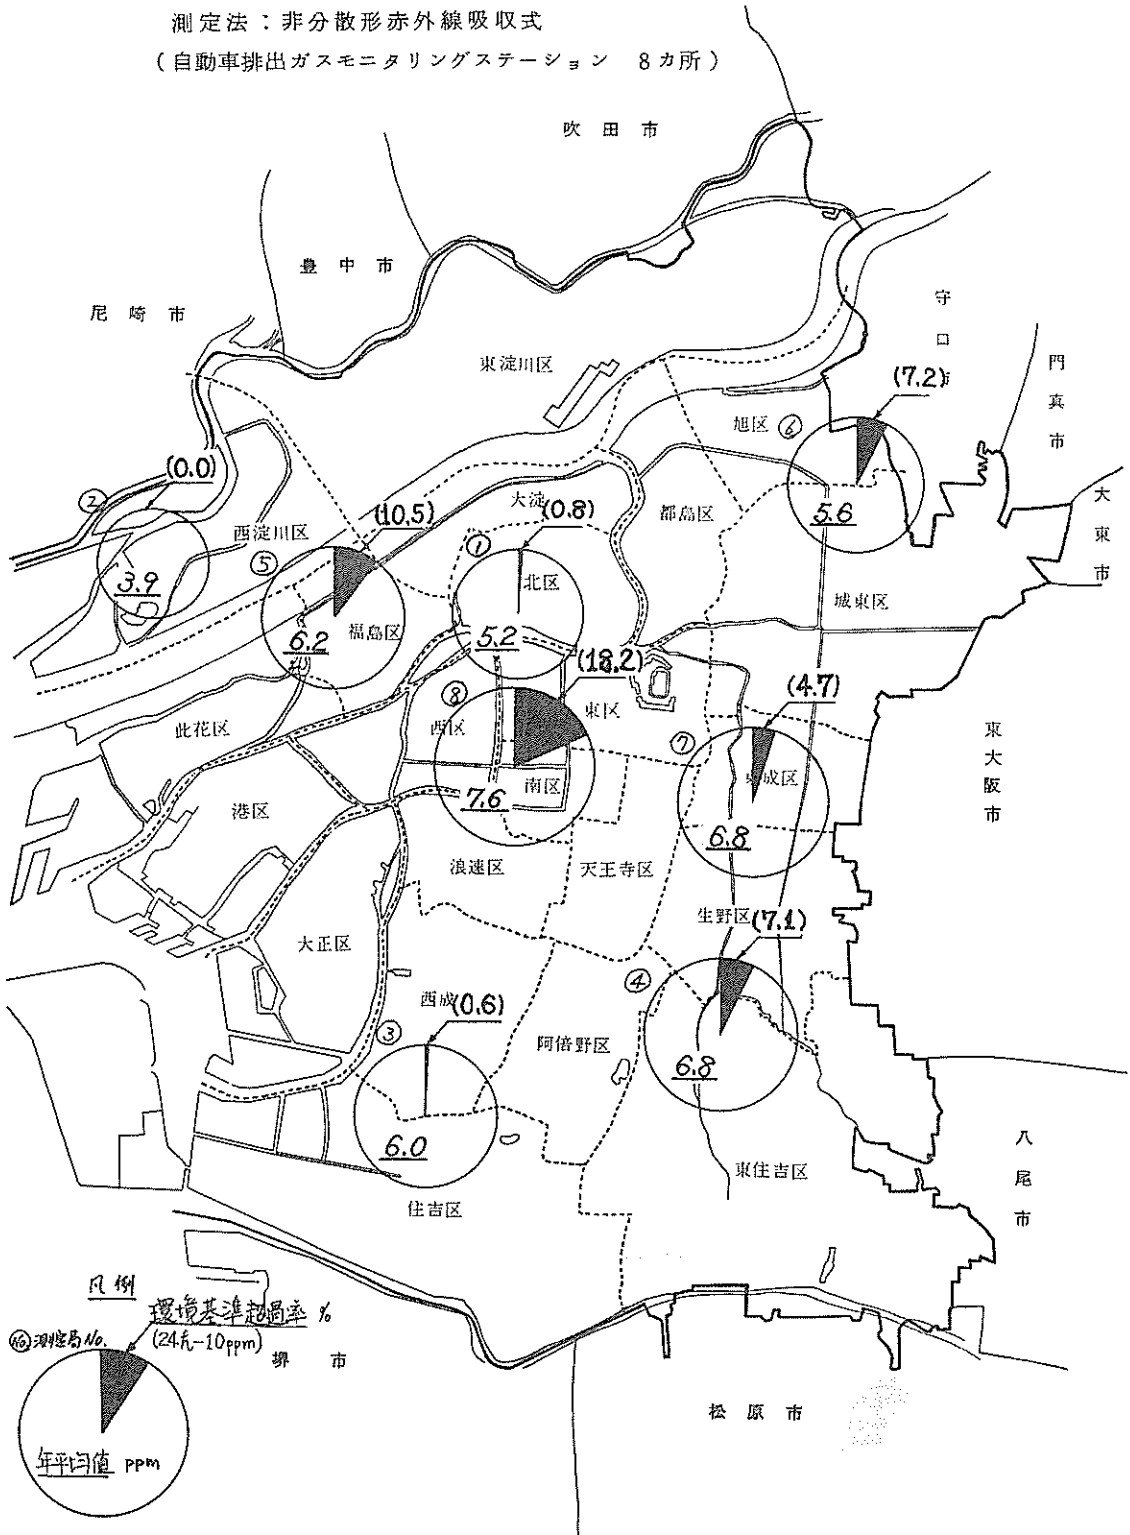 測定法：非分散形赤外線吸収式
（自動車排出ガスモニタリングステーション　8カ所）
吹田市
豊中市
尼崎市
守口
門真市
大東市
東淀川区
(7.2)
旭区
⑥
5.6
(0.0)
②
3.9
西淀川区
(10.5)
⑤
6.2
福島区
大淀
(0.8)
①
北区
5.2
都島区
城東区
(18.2)
⑧
西区
東区
南区
7.6
(4.7)
⑦
成区
6.8
東大阪市
此花区
港区
浪速区
天王寺区
生野区
(7.1)
④
6.8
大正区
西成
(0.6)
③
6.0
阿倍野区
東住吉区
住吉区
八尾市
凡例
環境基準超過率 %
(24h-10ppm)
№ 測定局No.
年平均値 ppm
堺市
松原市